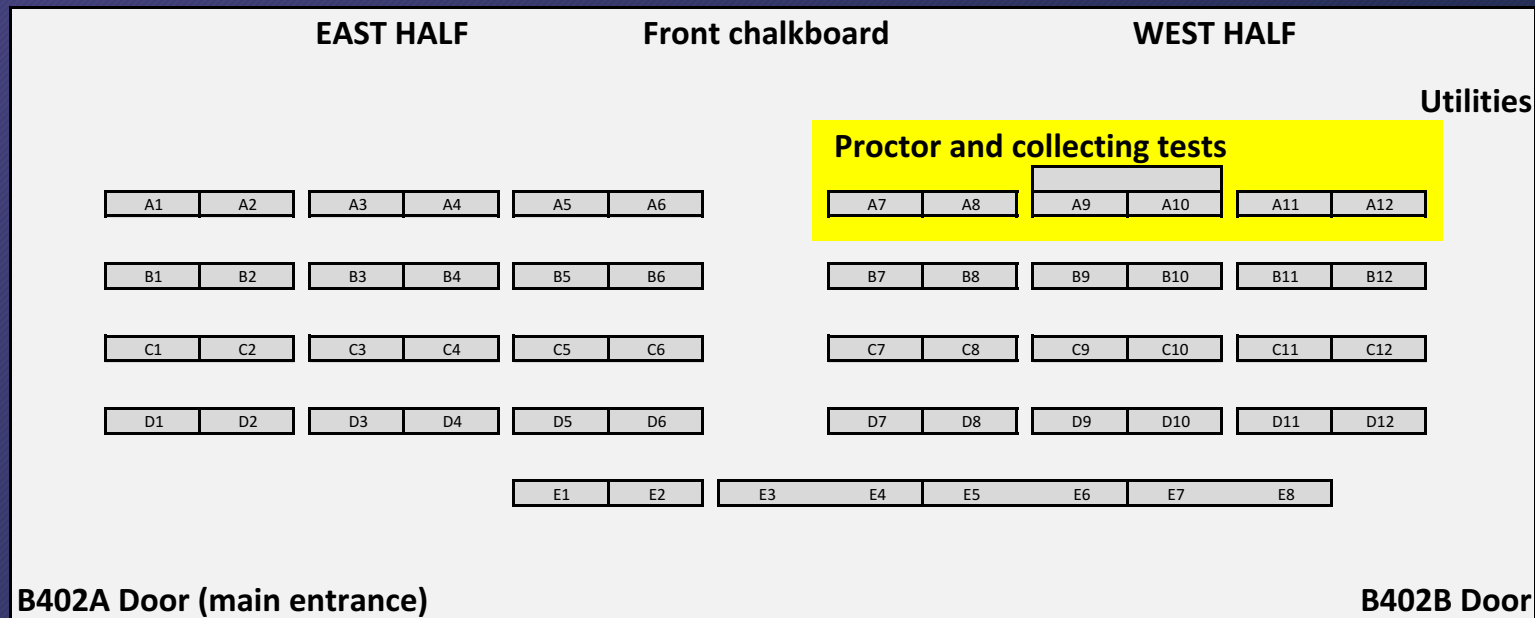 EAST HALF Front chalkboard WEST HALF
Utilities
Proctor and collecting tests
A1 A2 A3 A4 A5 A6 A7 A8 A9 A10 A11 A12
B1 B2 B3 B4 B5 B6 B7 B8 B9 B10 B11 B12
C1 C2 C3 C4 C5 C6 C7 C8 C9 C10 C11 C12
D1 D2 D3 D4 D5 D6 D7 D8 D9 D10 D11 D12
E1 E2 E3 E4 E5 E6 E7 E8
B402A Door (main entrance) B402B Door